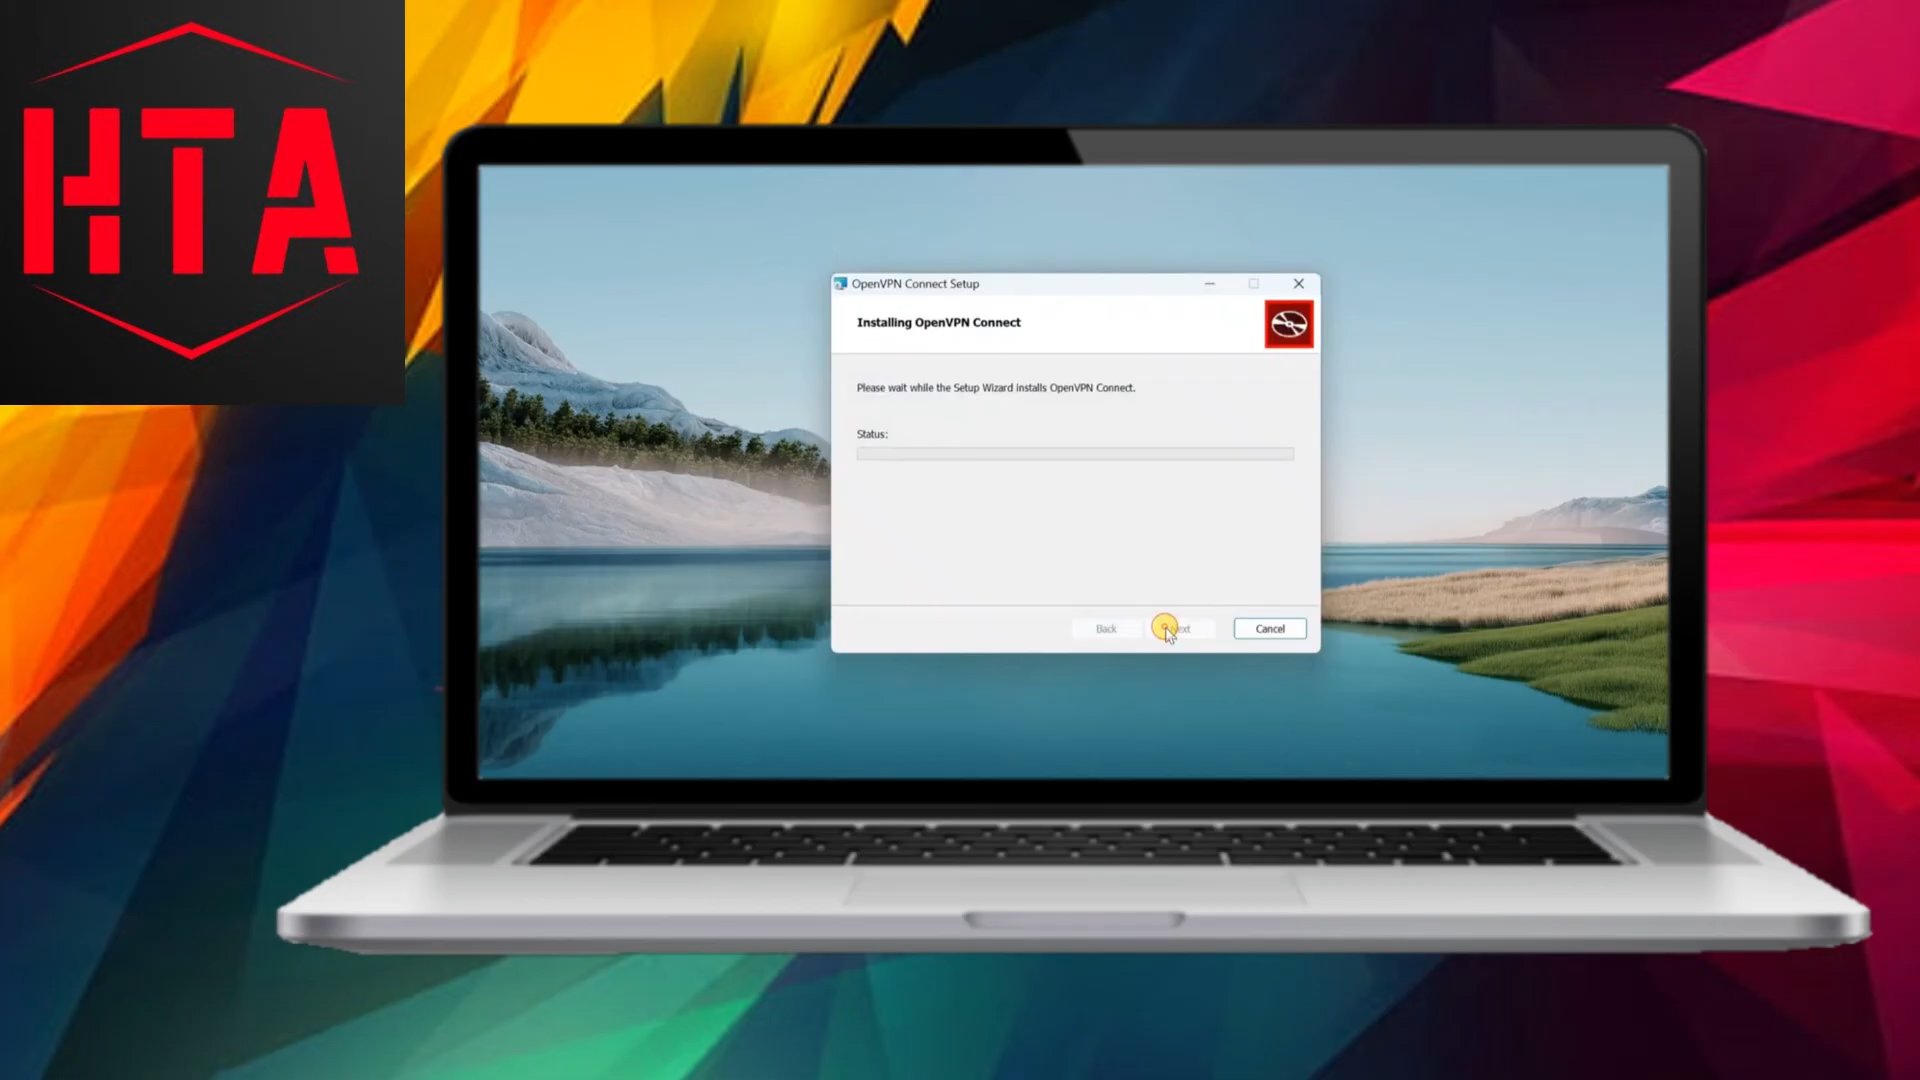 HTA
OpenVPN Connect Setup
Installing OpenVPN Connect
Please wait while the Setup Wizard installs OpenVPN Connect.
Status:
Back
Cancel